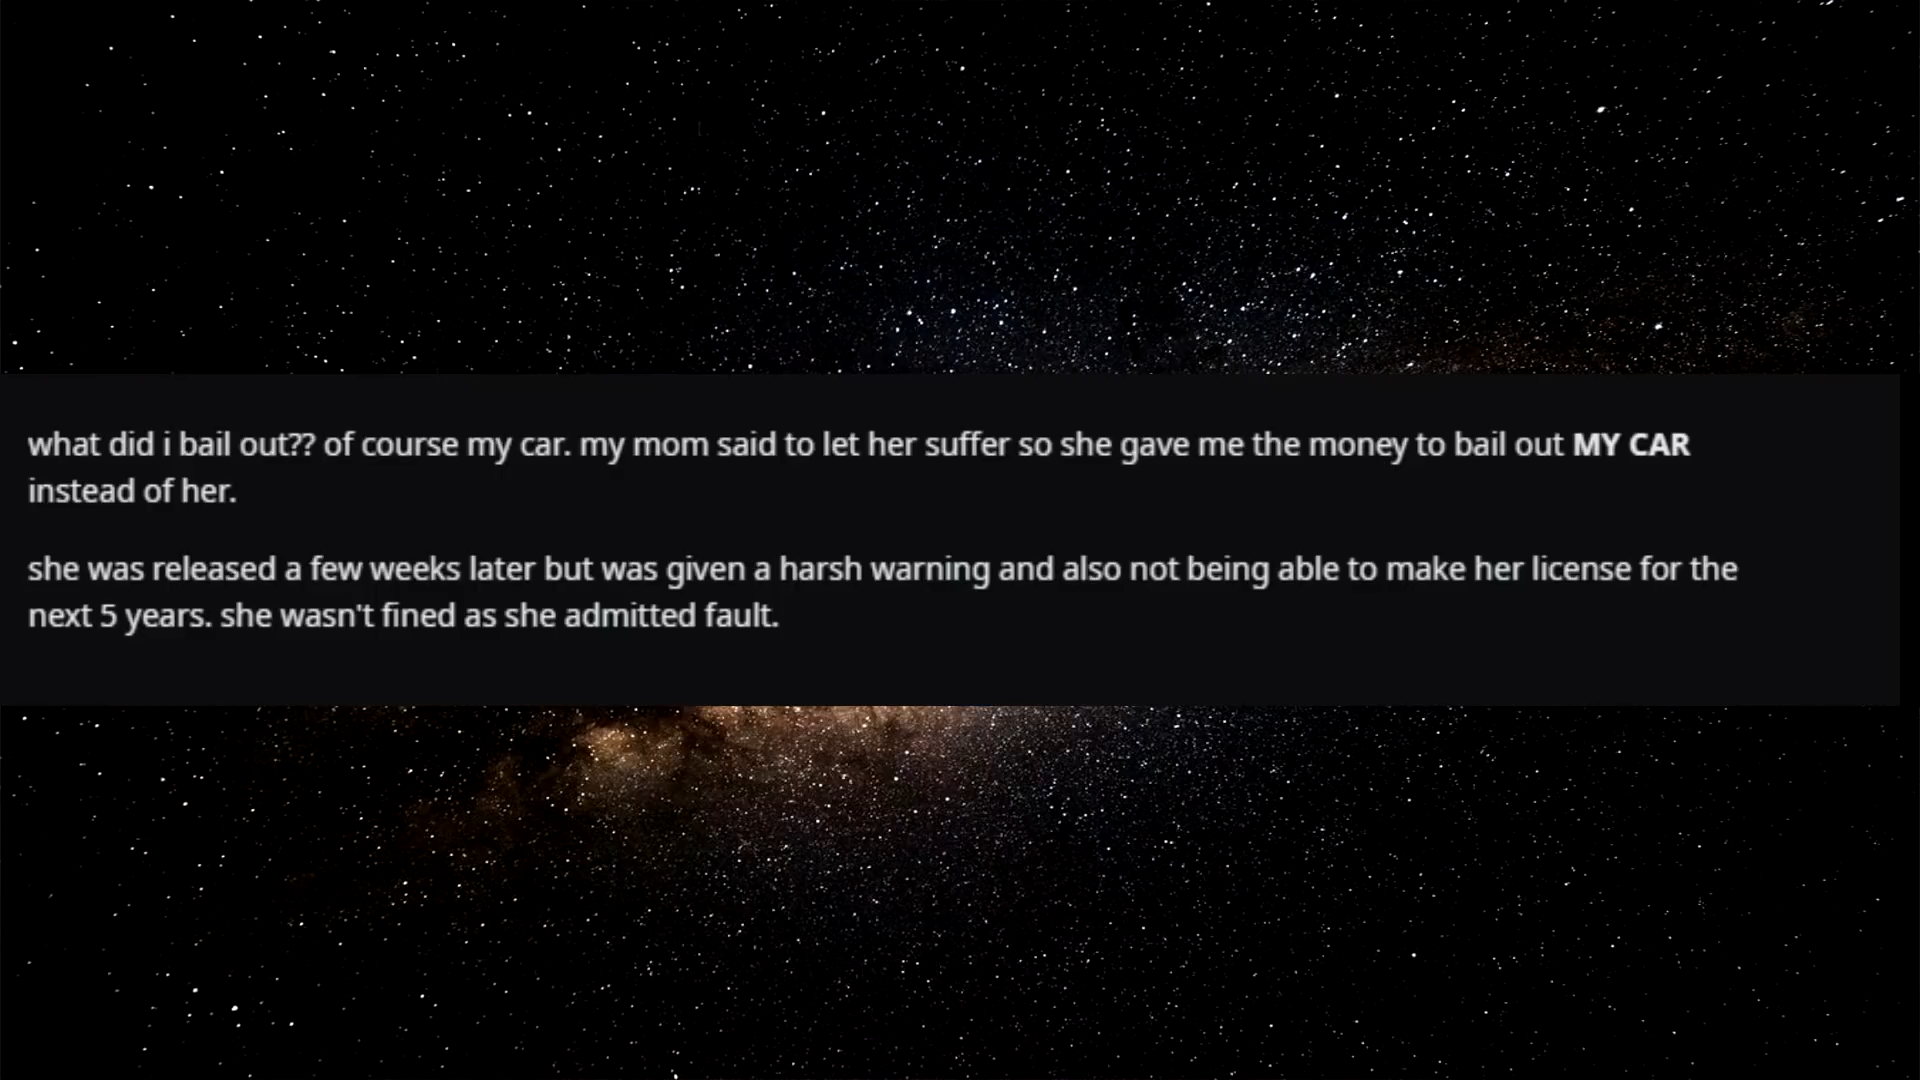 what did i bail out?? of course my car. my mom said to let her suffer so she gave me the money to bail out MY CAR
instead of her.
she was released a few weeks later but was given a harsh warning and also not being able to make her license for the
next 5 years. she wasn't fined as she admitted fault.